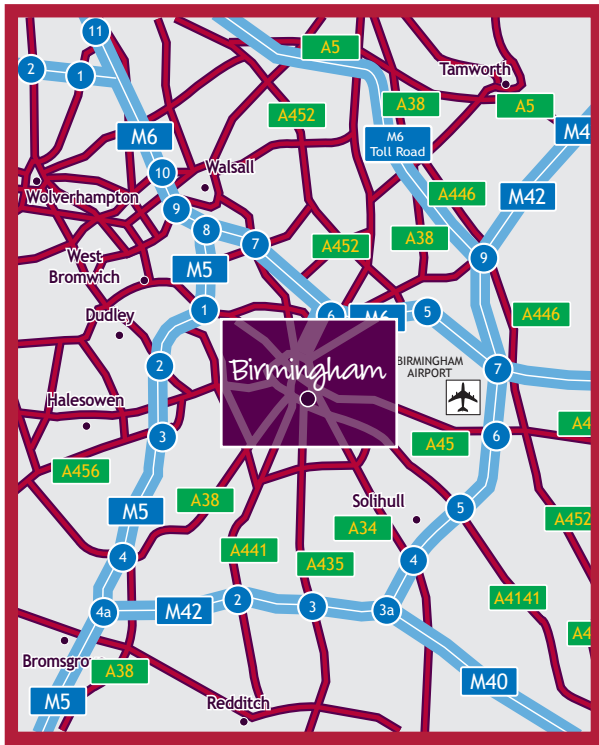 11
A5
2
1
Tamworth
A38
A5
A452
M6
M6
Toll Road
M4
10
Walsall
Wolverhampton
A446
M42
9
8
7
A452
A38
9
West
Bromwich
M5
1
6
M6
5
A446
Dudley
Birmingham
BIRMINGHAM
AIRPORT
7
2
Halesowen
3
A4
6
A45
A456
A38
M5
Solihull
5
A452
A34
4
A441
A435
4
A4141
4a
M42
2
3
3a
A4
Bromsgro
A38
M40
M5
Redditch